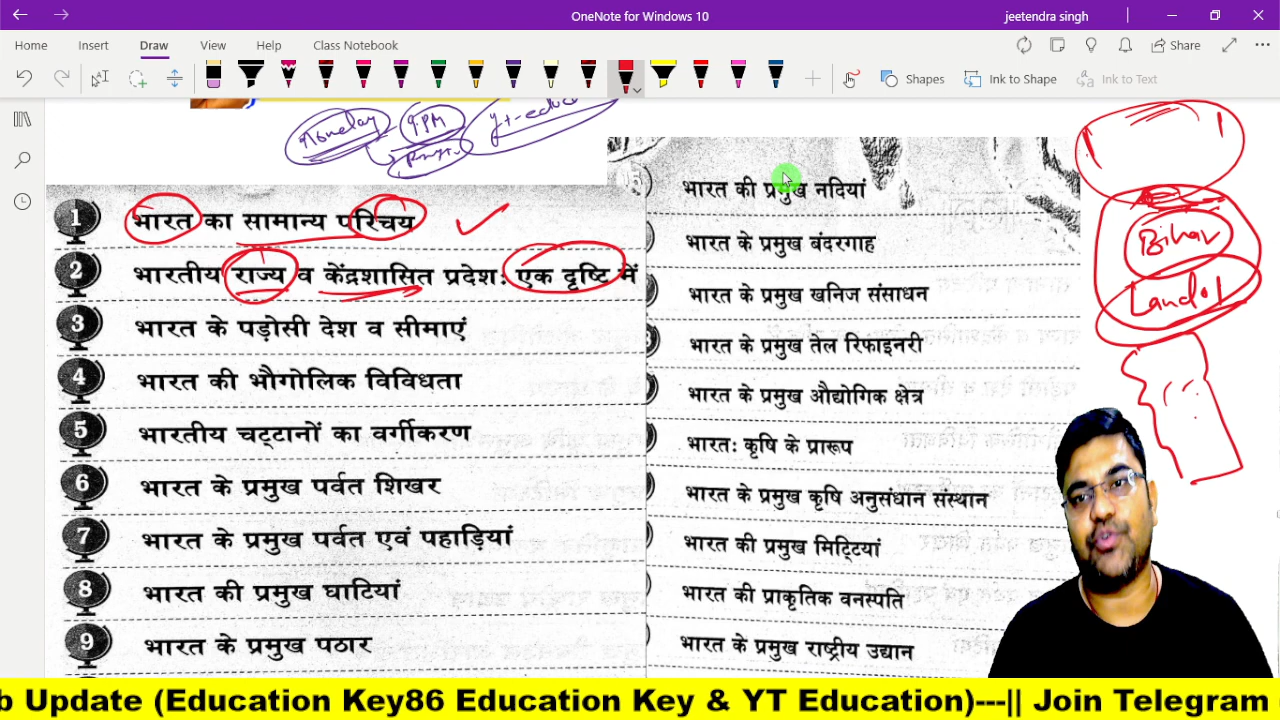 OneNote for Windows 10
jeetendra singh
Home Insert Draw View Help Class Notebook
Share
Shapes
Ink to Shape
Ink to Text
Monday 9:PM
1 भारत का सामान्य परिचय
2 भारतीय राज्य व केंद्रशासित प्रदेशः एक दृष्टि में
3 भारत के पड़ोसी देश व सीमाएं
4 भारत की भौगोलिक विविधता
5 भारतीय चट्टानों का वर्गीकरण
6 भारत के प्रमुख पर्वत शिखर
7 भारत के प्रमुख पर्वत एवं पहाड़ियां
8 भारत की प्रमुख घाटियां
9 भारत के प्रमुख पठार
भारत की प्रमुख नदियां
भारत के प्रमुख बंदरगाह
भारत के प्रमुख खनिज संसाधन
भारत के प्रमुख तेल रिफाइनरी
भारत के प्रमुख औद्योगिक क्षेत्र
भारतः कृषि के प्रारूप
भारत के प्रमुख कृषि अनुसंधान संस्थान
भारत की प्रमुख मिट्टियां
भारत की प्राकृतिक वनस्पति
भारत के प्रमुख राष्ट्रीय उद्यान
Bihar
b Update (Education Key86 Education Key & YT Education)---|| Join Telegram